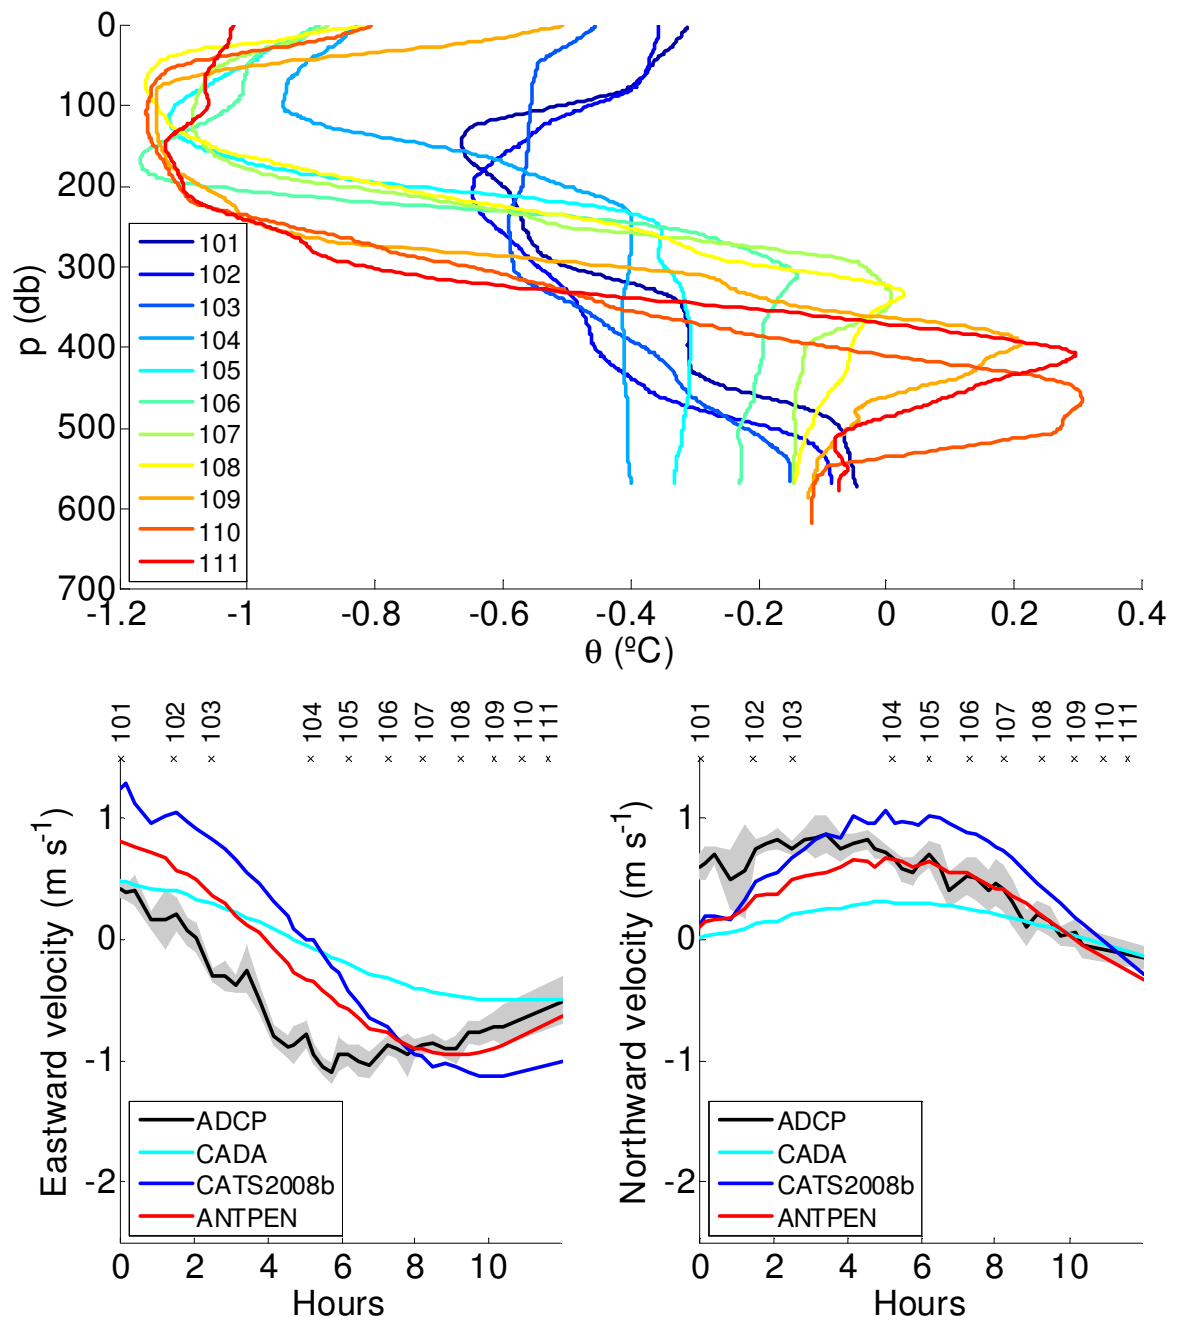 0
100
200
300
400
500
600
700
p (db)
101
102
103
104
105
106
107
108
109
110
111
-1.2 -1 -0.8 -0.6 -0.4 -0.2 0 0.2 0.4
θ (ºC)
101 102 103 104 105 106 107 108 109 110 111
1
0
-1
-2
Eastward velocity (m s-1)
ADCP
CADA
CATS2008b
ANTPEN
0 2 4 6 8 10
Hours
101 102 103 104 105 106 107 108 109 110 111
1
0
-1
-2
Northward velocity (m s-1)
ADCP
CADA
CATS2008b
ANTPEN
0 2 4 6 8 10
Hours